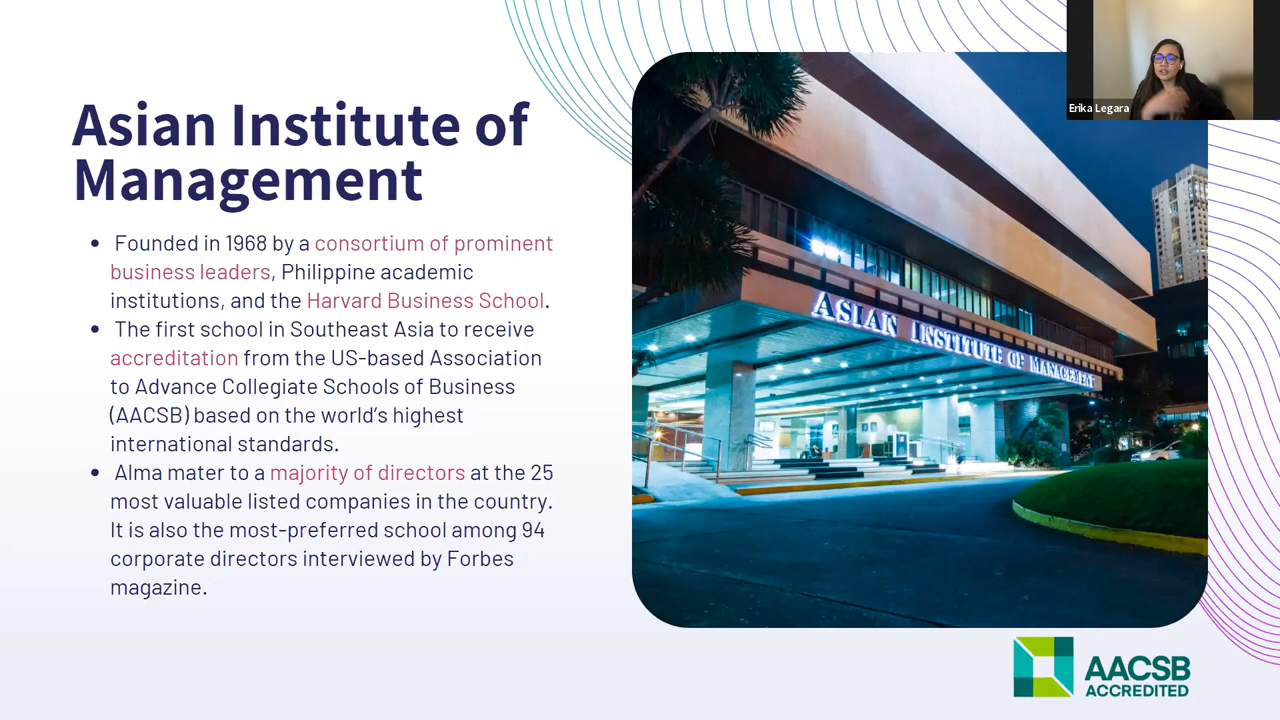 Erika Legara
Asian Institute of
Management
• Founded in 1968 by a consortium of prominent
business leaders, Philippine academic
institutions, and the Harvard Business School.
• The first school in Southeast Asia to receive
accreditation from the US-based Association
to Advance Collegiate Schools of Business
(AACSB) based on the world’s highest
international standards.
• Alma mater to a majority of directors at the 25
most valuable listed companies in the country.
It is also the most-preferred school among 94
corporate directors interviewed by Forbes
magazine.
ASIAN INSTITUTE OF MANAGEMENT
AACSB
ACCREDITED